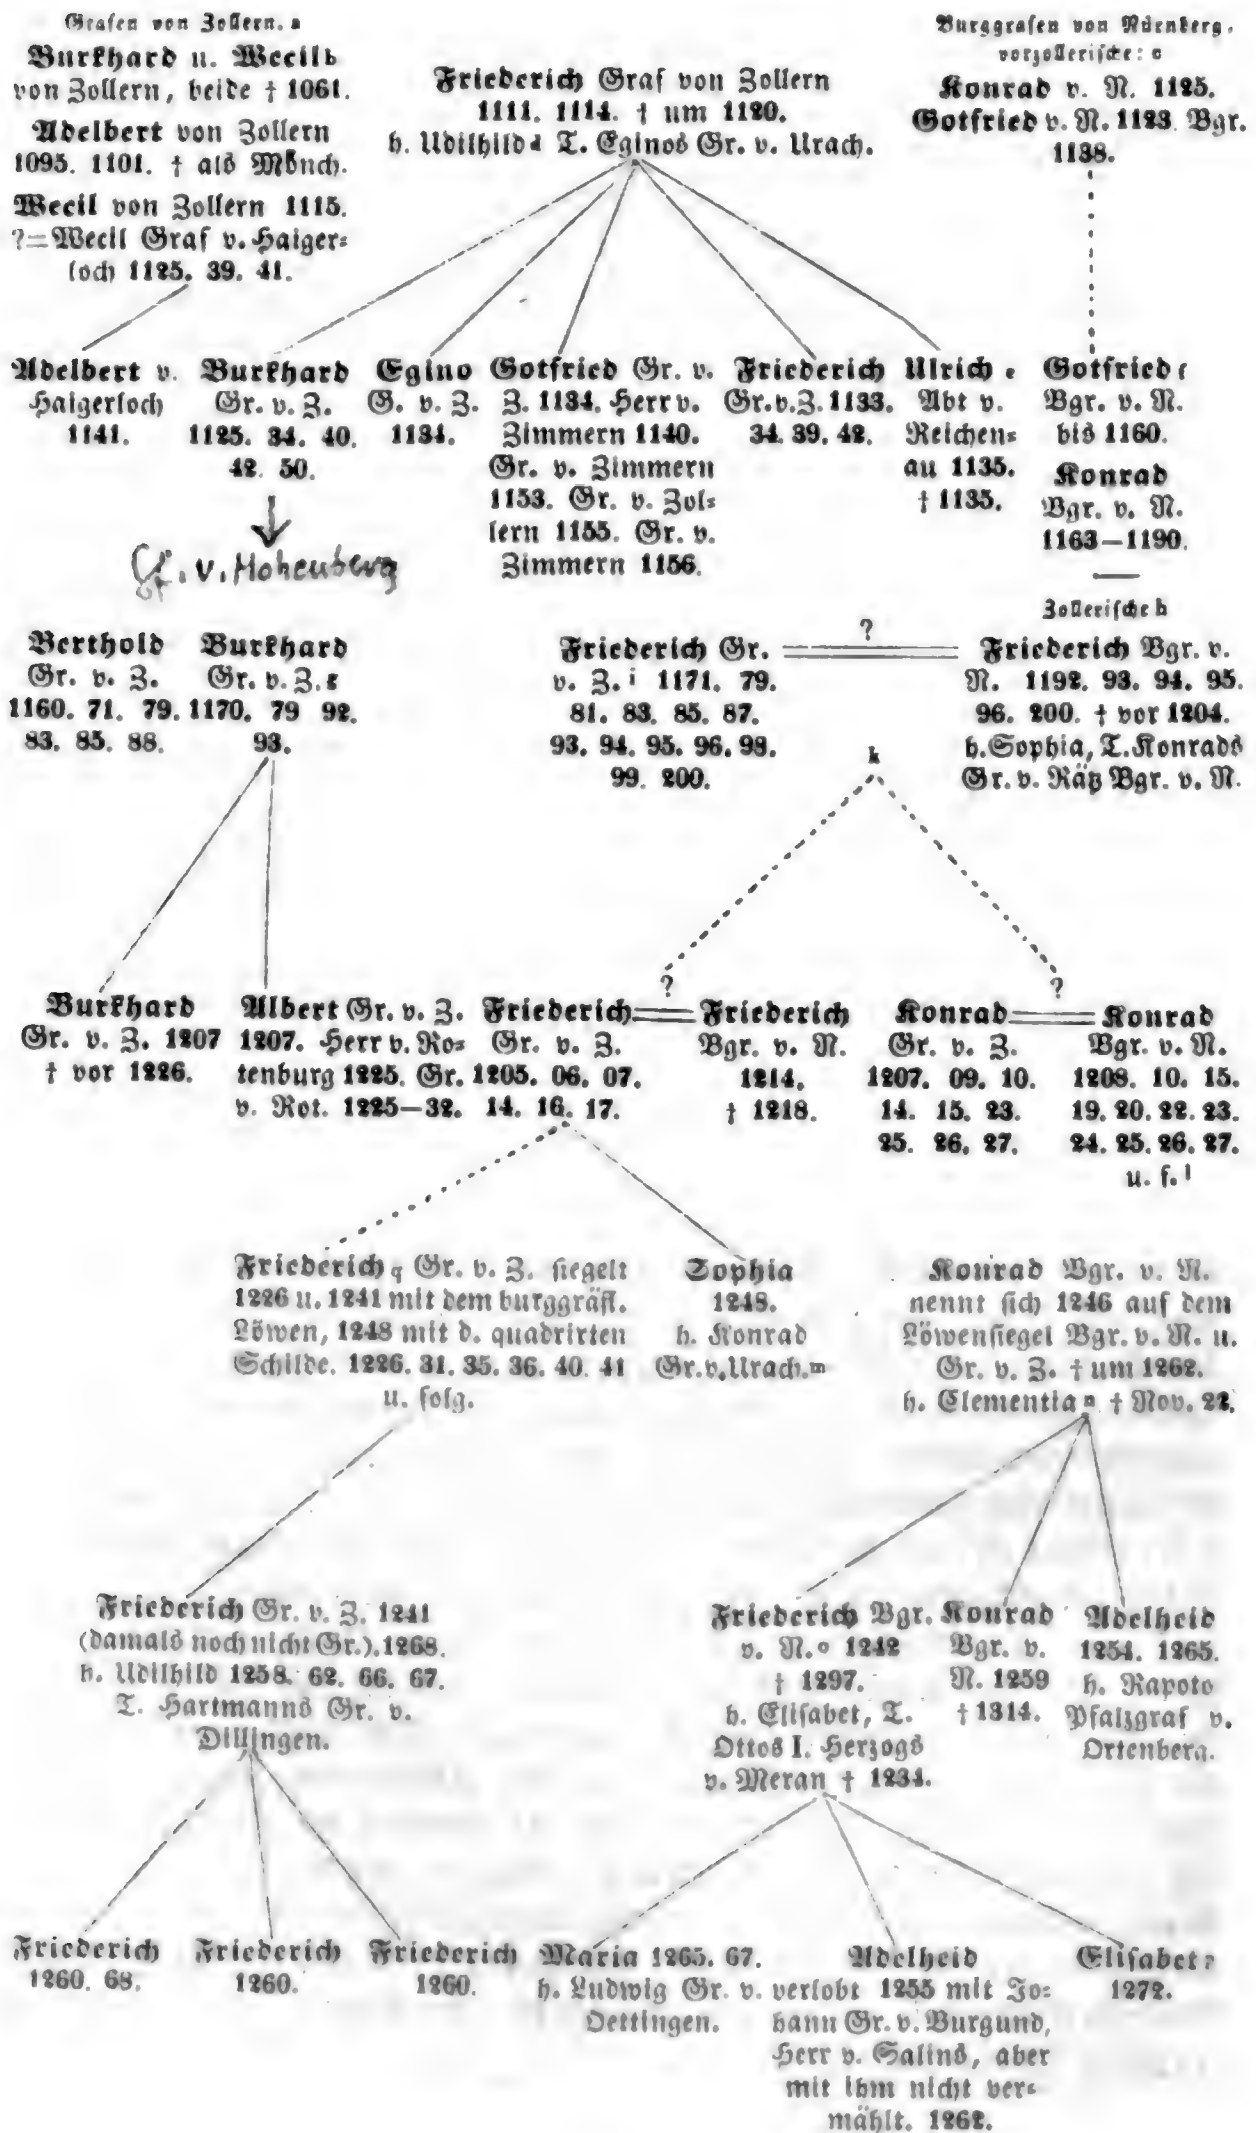 Grafen von Zollern. a
Burkhard u. Wecil b
von Zollern, beide † 1061.
Adelbert von Zollern
1095. 1101. † als Mönch.
Wecil von Zollern 1115.
?=Wecil Graf v. Haiger=
loch 1125. 39. 41.
Friederich Graf von Zollern
1111. 1114. † um 1120.
h. Udilhild d T. Eginos Gr. v. Urach.
Burggrafen von Nürnberg.
vorzollerische: c
Konrad v. N. 1125.
Gotfried v. N. 1123. Bgr.
1138.
Adelbert v.
Haigerloch
1141.
Burkhard
Gr. v. Z.
1125. 34. 40.
42. 50.
Gf. v. Hohenberg
Egino
G. v. Z.
1134.
Gotfried Gr. v.
Z. 1134. Herr v.
Zimmern 1140.
Gr. v. Zimmern
1153. Gr. v. Zol=
lern 1155. Gr. v.
Zimmern 1156.
Friederich
Gr. v. Z. 1133.
34. 39. 42.
Ulrich e
Abt v.
Reichen=
au 1135.
† 1135.
Gotfried f
Bgr. v. N.
bis 1160.
Konrad
Bgr. v. N.
1163—1190.
Zollerische h
Berthold
Gr. v. Z.
1160. 71. 79.
83. 85. 88.
Burkhard
Gr. v. Z. g
1170. 79 92.
93.
Friederich Gr.
v. Z. i 1171. 79.
81. 83. 85. 87.
93. 94. 95. 96. 98.
99. 200.
?
Friederich Bgr. v.
N. 1192. 93. 94. 95.
96. 200. † vor 1204.
h. Sophia, T. Konrads
Gr. v. Rätz Bgr. v. N.
k
Burkhard
Gr. v. Z. 1207
† vor 1226.
Albert Gr. v. Z.
1207. Herr v. Ro=
tenburg 1225. Gr.
v. Rot. 1225—32.
Friederich
Gr. v. Z.
1205. 06. 07.
14. 16. 17.
?
Friederich
Bgr. v. N.
1214.
† 1218.
Konrad
Gr. v. Z.
1207. 09. 10.
14. 15. 23.
25. 26. 27.
?
Konrad
Bgr. v. N.
1208. 10. 15.
19. 20. 22. 23.
24. 25. 26. 27.
u. f. l
Friederich q Gr. v. Z. siegelt
1226 u. 1241 mit dem burggräfl.
Löwen, 1248 mit d. quadrirten
Schilde. 1226. 31. 35. 36. 40. 41
u. folg.
Sophia
1248.
h. Konrad
Gr. v. Urach. m
Konrad Bgr. v. N.
nennt sich 1246 auf dem
Löwensiegel Bgr. v. N. u.
Gr. v. Z. † um 1262.
h. Clementia n † Nov. 22.
Friederich Gr. v. Z. 1241
(damals noch nicht Gr.). 1268.
h. Udilhild 1258. 62. 66. 67.
T. Hartmanns Gr. v.
Dillingen.
Friederich Bgr.
v. N. o 1242
† 1297.
h. Elisabet, T.
Ottos I. Herzogs
v. Meran † 1234.
Konrad
Bgr. v.
N. 1259
† 1314.
Adelheid
1254. 1265.
h. Rapoto
Pfalzgraf v.
Ortenberg.
Friederich
1260. 68.
Friederich
1260.
Friederich
1260.
Maria 1265. 67.
h. Ludwig Gr. v.
Oettingen.
Adelheid
verlobt 1255 mit Jo=
hann Gr. v. Burgund,
Herr v. Salins, aber
mit ihm nicht ver=
mählt. 1262.
Elisabet p
1272.